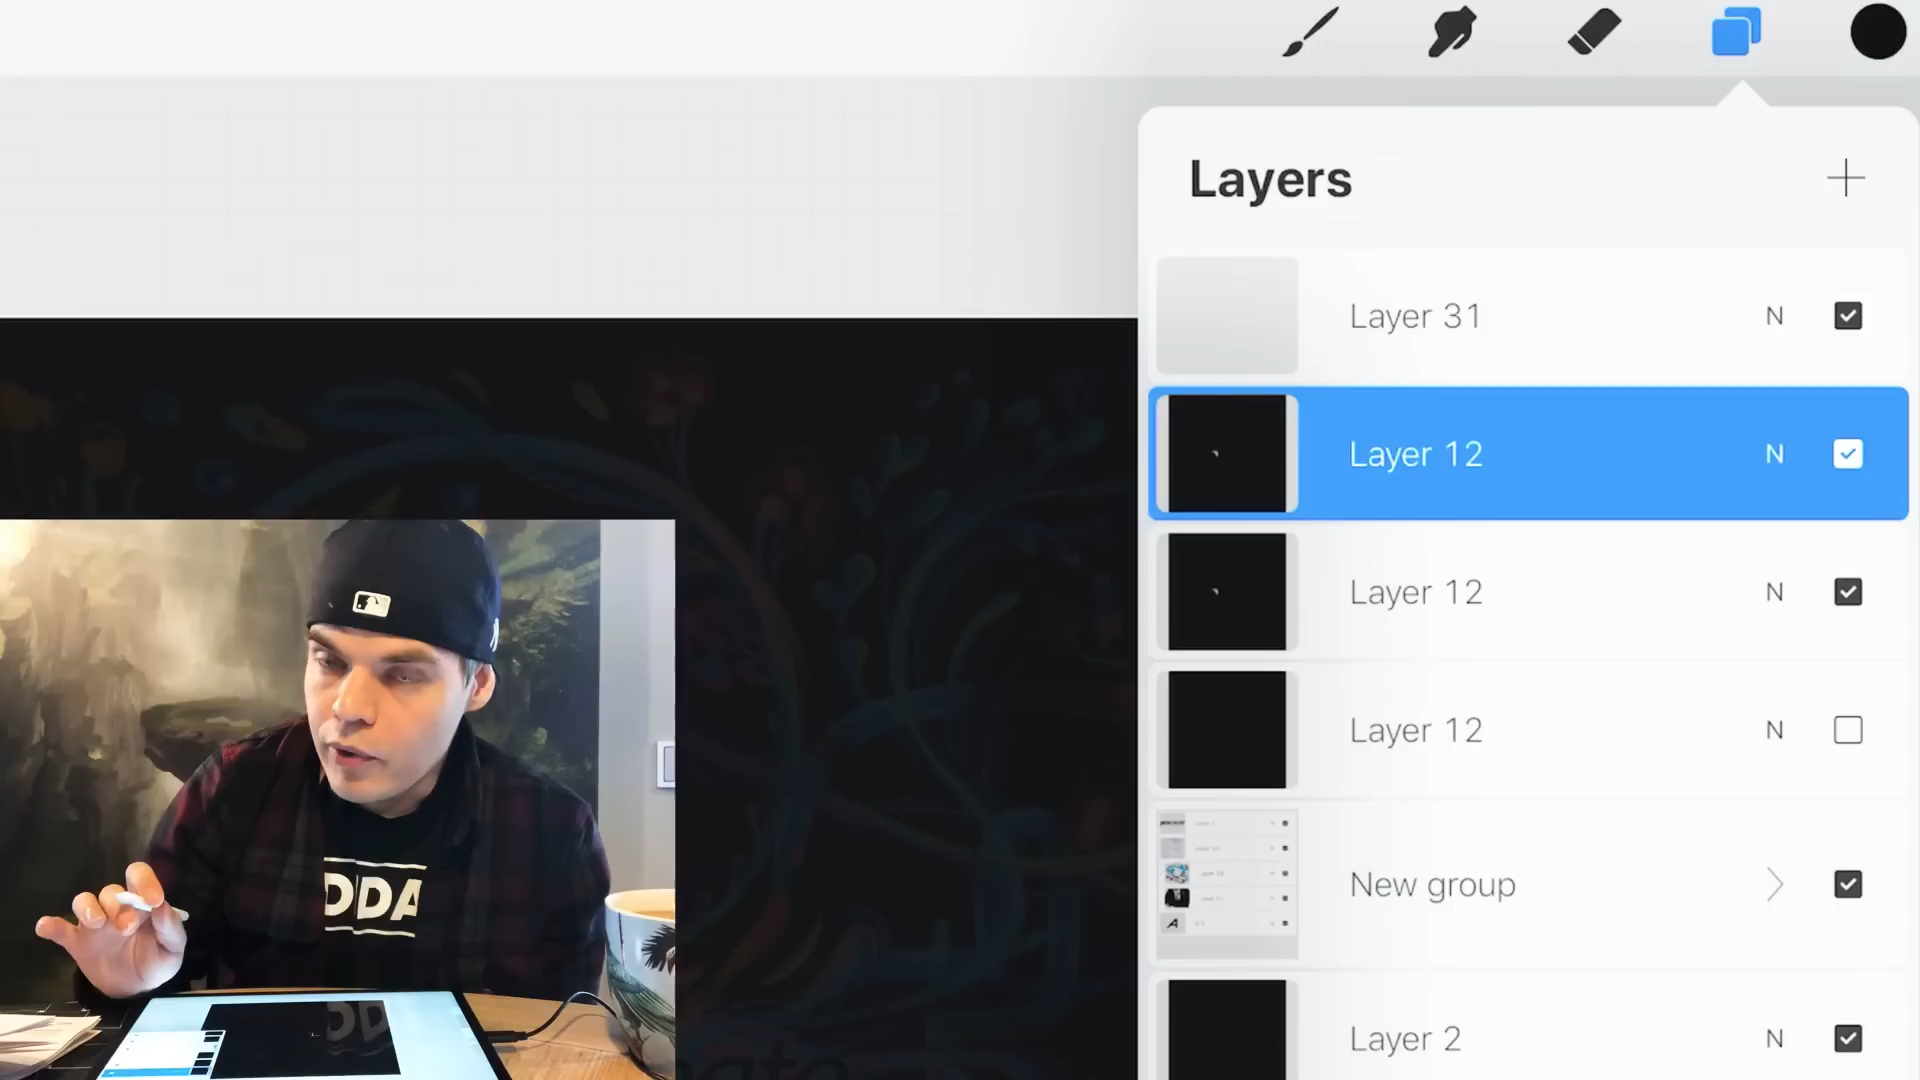 Layers
Layer 31 N
Layer 12 N
Layer 12 N
Layer 12 N
New group
Layer 2 N
DDA